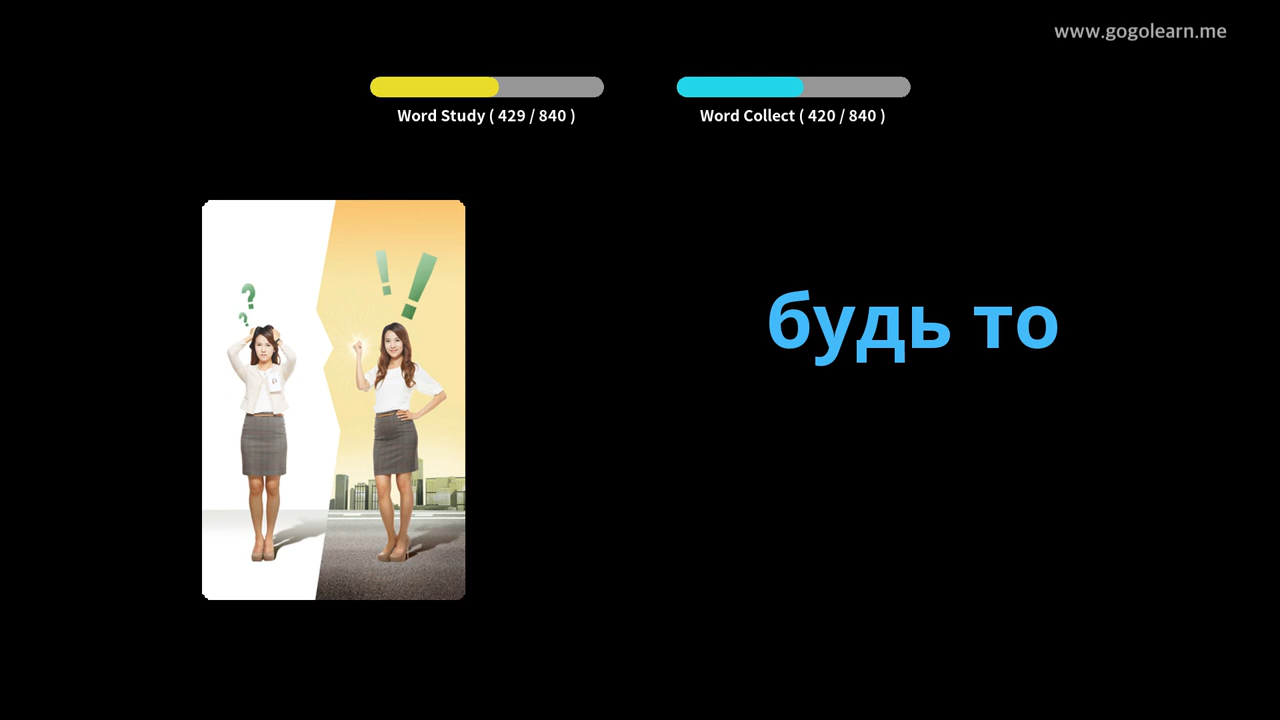 www.gogolearn.me
Word Study ( 429 / 840 )
Word Collect ( 420 / 840 )
? ?
! !
будь то